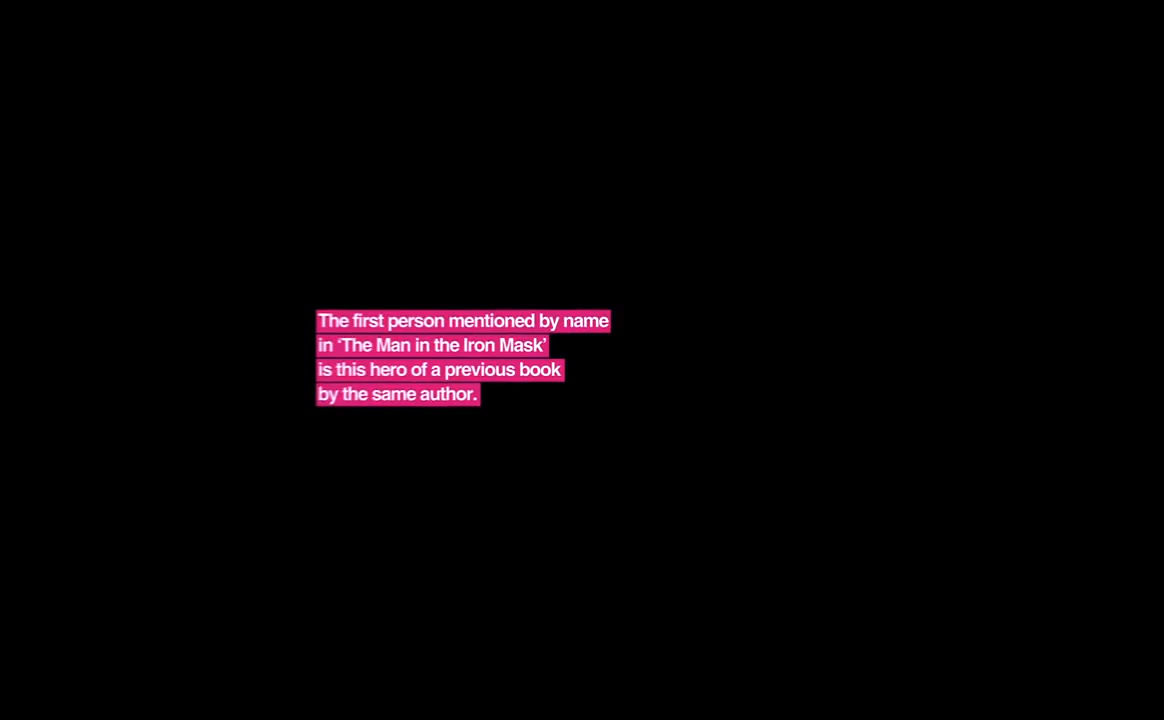 The first person mentioned by name
in ‘The Man in the Iron Mask’
is this hero of a previous book
by the same author.